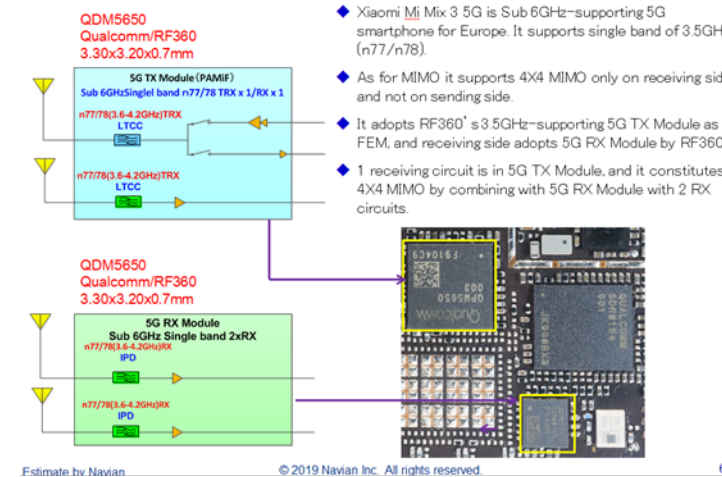 QDM5650
Qualcomm/RF360
3.30x3.20x0.7mm
5G TX Module(PAMiF)
Sub 6GHzSinglel band n77/78 TRX x 1/RX x 1
n77/78(3.6-4.2GHz)TRX
LTCC
n77/78(3.6-4.2GHz)TRX
LTCC
QDM5650
Qualcomm/RF360
3.30x3.20x0.7mm
5G RX Module
Sub 6GHz Single band 2xRX
n77/78(3.6-4.2GHz)RX
IPD
n77/78(3.6-4.2GHz)RX
IPD
Xiaomi Mi Mix 3 5G is Sub 6GHz-supporting 5G
smartphone for Europe. It supports single band of 3.5GH
(n77/n78).
As for MIMO it supports 4X4 MIMO only on receiving sid
and not on sending side.
It adopts RF360's3.5GHz-supporting 5G TX Module as
FEM, and receiving side adopts 5G RX Module by RF360
1 receiving circuit is in 5G TX Module, and it constitutes
4X4 MIMO by combining with 5G RX Module with 2 RX
circuits.
F9104C9
003
QPM5650
Qualcomm
QUALCOMM
001
Estimate by Navian
© 2019 Navian Inc. All rights reserved.